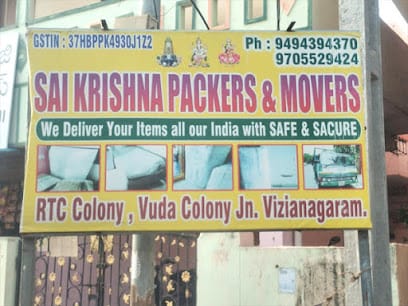 GSTIN : 37HBPPK4930J1Z2
Ph : 9494394370
9705529424
SAI KRISHNA PACKERS & MOVERS
We Deliver Your Items all our India with SAFE & SACURE
RTC Colony , Vuda Colony Jn. Vizianagaram.